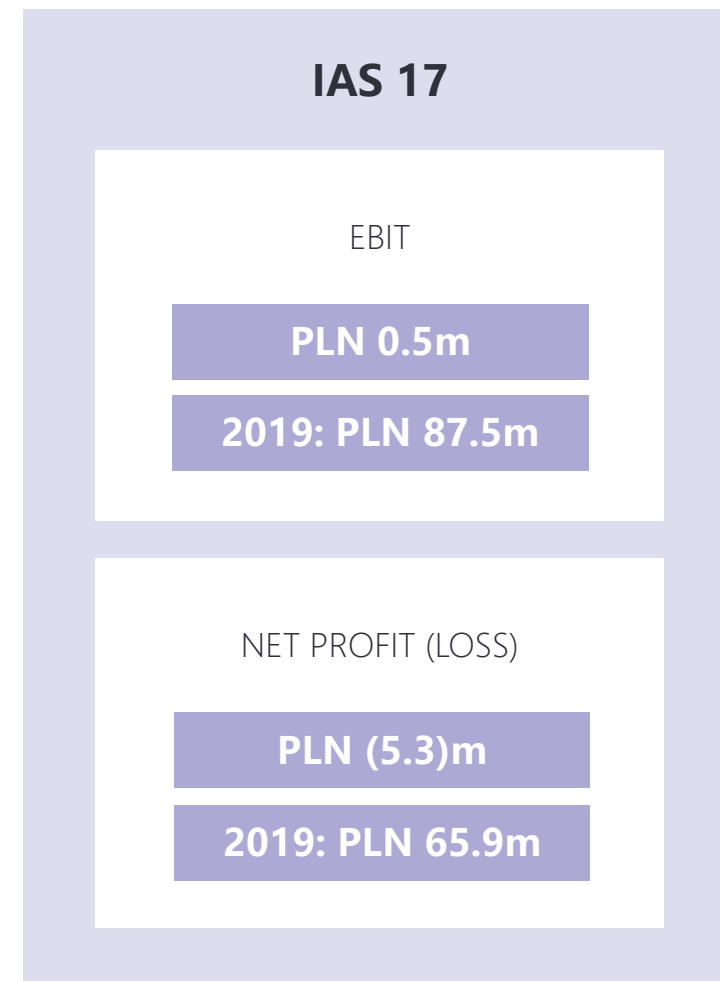 IAS 17
EBIT
PLN 0.5m
2019: PLN 87.5m
NET PROFIT (LOSS)
PLN (5.3)m
2019: PLN 65.9m